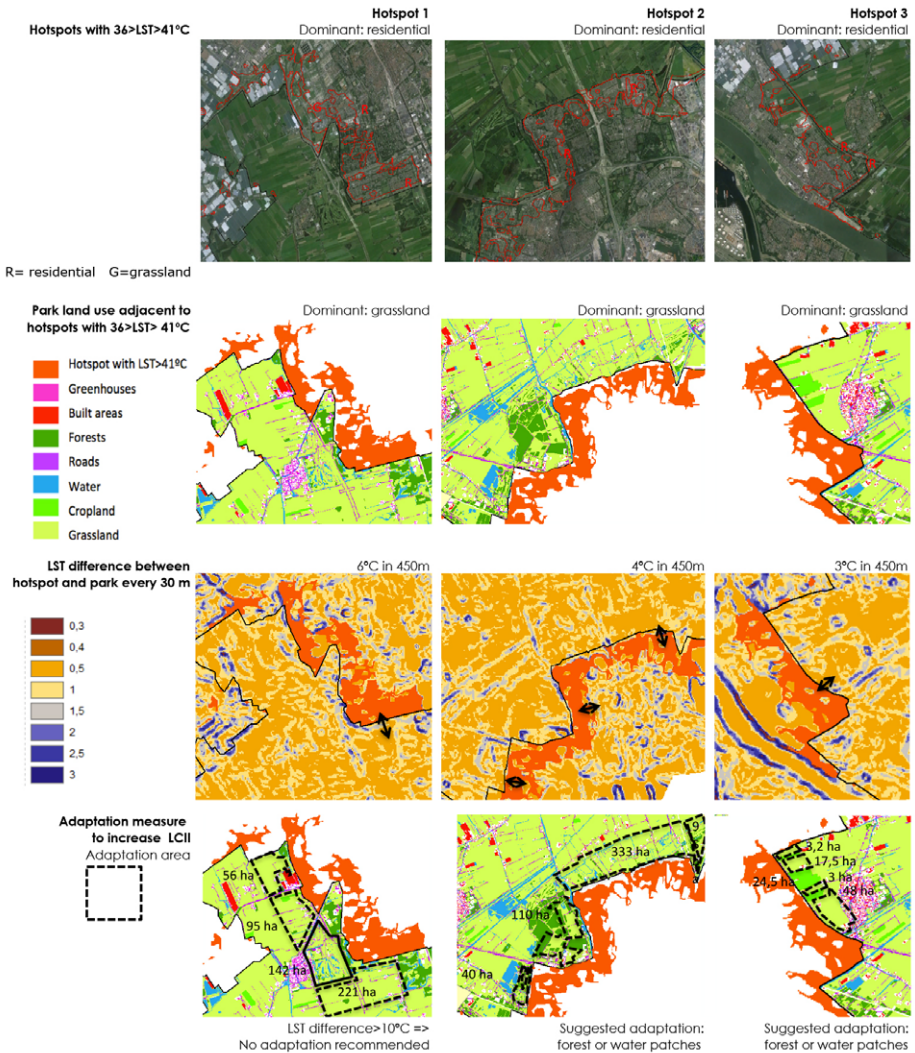 Hotspot 1
Hotspot 2
Hotspot 3
Hotspots with 36>LST>41ºC
Dominant: residential
Dominant: residential
Dominant: residential
R= residential G=grassland
Park land use adjacent to
hotspots with 36>LST> 41ºC
Dominant: grassland
Dominant: grassland
Dominant: grassland
Hotspot with LST>41ºC
Greenhouses
Built areas
Forests
Roads
Water
Cropland
Grassland
LST difference between
hotspot and park every 30 m
6ºC in 450m
4ºC in 450m
3ºC in 450m
0,3
0,4
0,5
1
1,5
2
2,5
3
Adaptation measure
to increase LCII
Adaptation area
56 ha
95 ha
142 ha
221 ha
333 ha
9
110 ha
40 ha
3,2 ha
17,5 ha
3 ha
24,5 ha
48 ha
LST difference>10ºC =>
No adaptation recommended
Suggested adaptation:
forest or water patches
Suggested adaptation:
forest or water patches